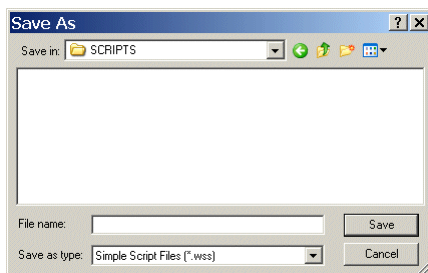 Save As
Save in: SCRIPTS
File name: Save
Save as type: Simple Script Files (*.wss) Cancel